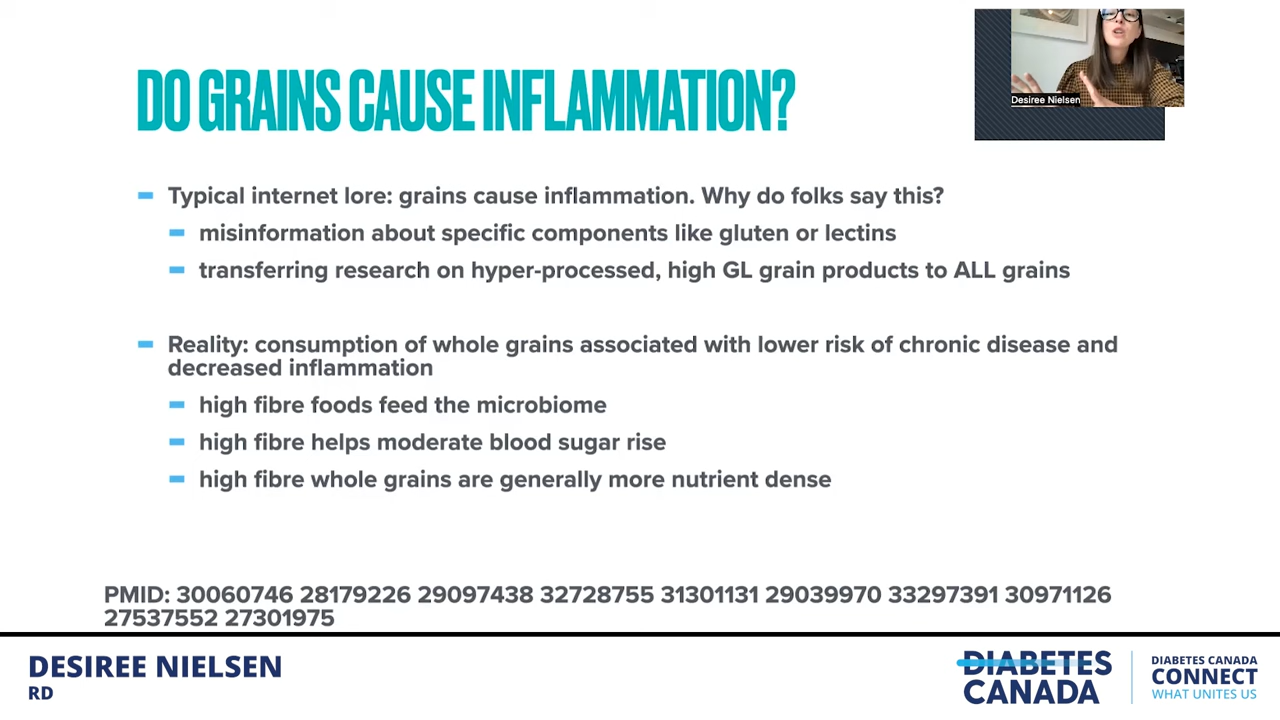 DO GRAINS CAUSE INFLAMMATION?
Desiree Nielsen
Typical internet lore: grains cause inflammation. Why do folks say this?
misinformation about specific components like gluten or lectins
transferring research on hyper-processed, high GL grain products to ALL grains
Reality: consumption of whole grains associated with lower risk of chronic disease and
decreased inflammation
high fibre foods feed the microbiome
high fibre helps moderate blood sugar rise
high fibre whole grains are generally more nutrient dense
PMID: 30060746 28179226 29097438 32728755 31301131 29039970 33297391 30971126
27537552 27301975
DESIREE NIELSEN
RD
DIABETES
CANADA
DIABETES CANADA
CONNECT
WHAT UNITES US